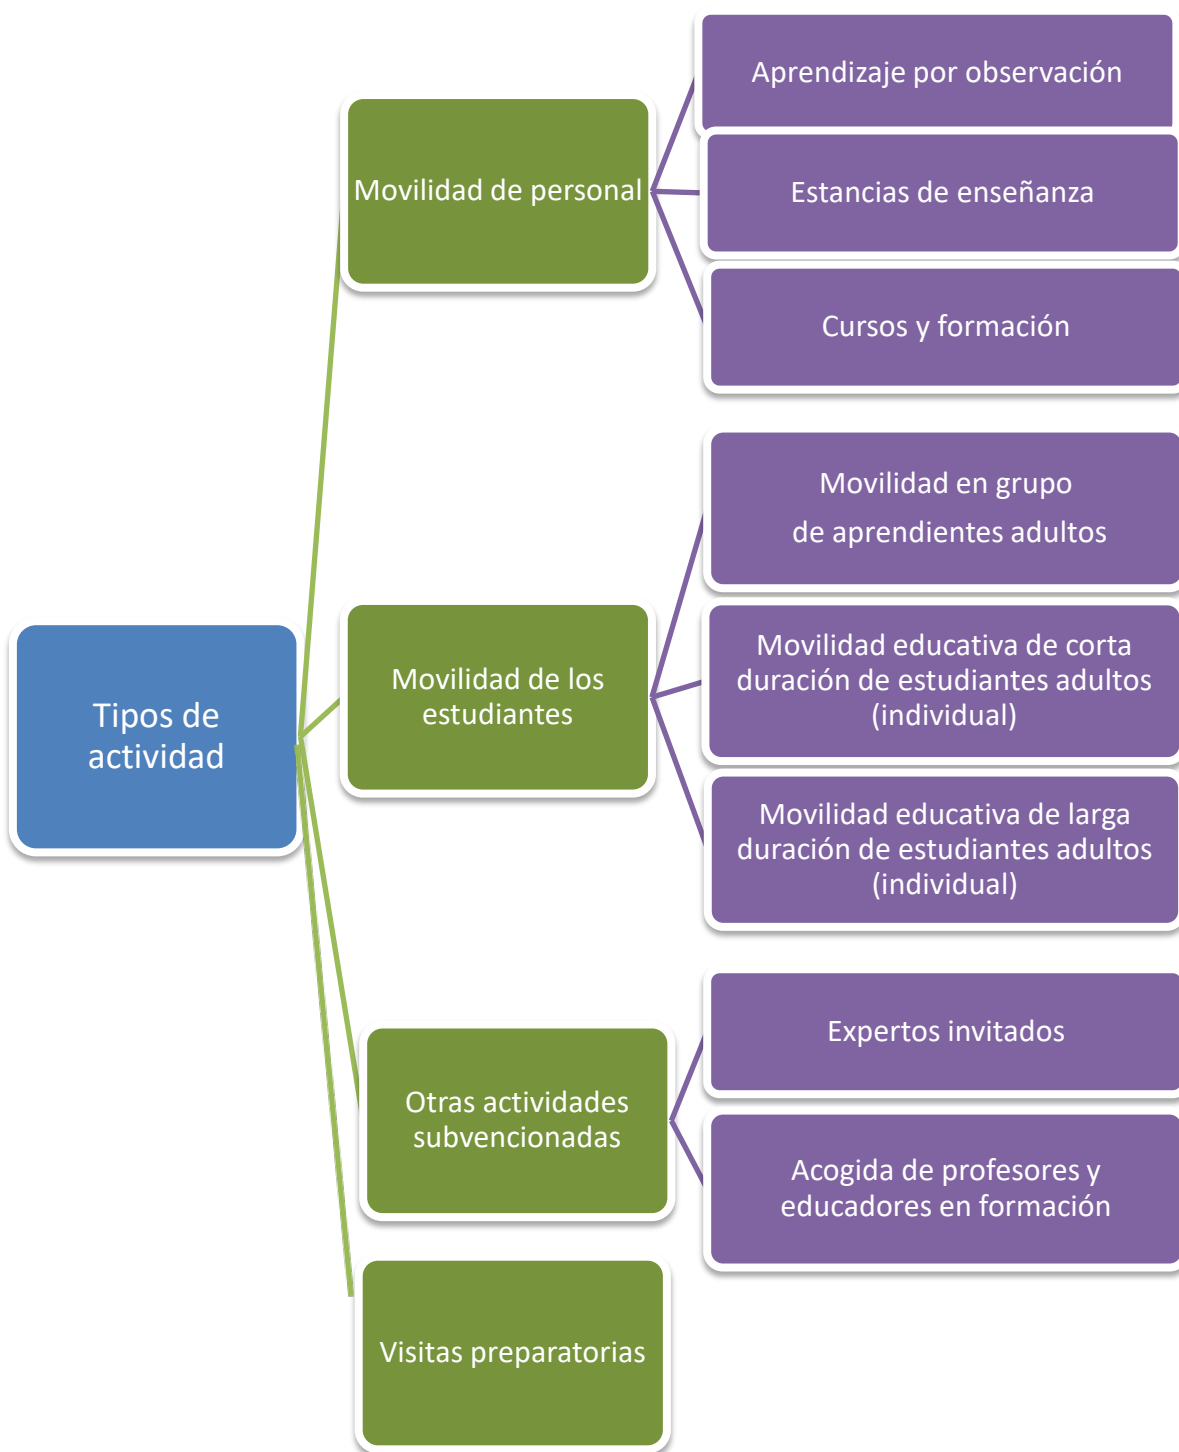 Tipos de
actividad
Movilidad de personal
Aprendizaje por observación
Estancias de enseñanza
Cursos y formación
Movilidad de los
estudiantes
Movilidad en grupo
de aprendientes adultos
Movilidad educativa de corta
duración de estudiantes adultos
(individual)
Movilidad educativa de larga
duración de estudiantes adultos
(individual)
Otras actividades
subvencionadas
Expertos invitados
Acogida de profesores y
educadores en formación
Visitas preparatorias